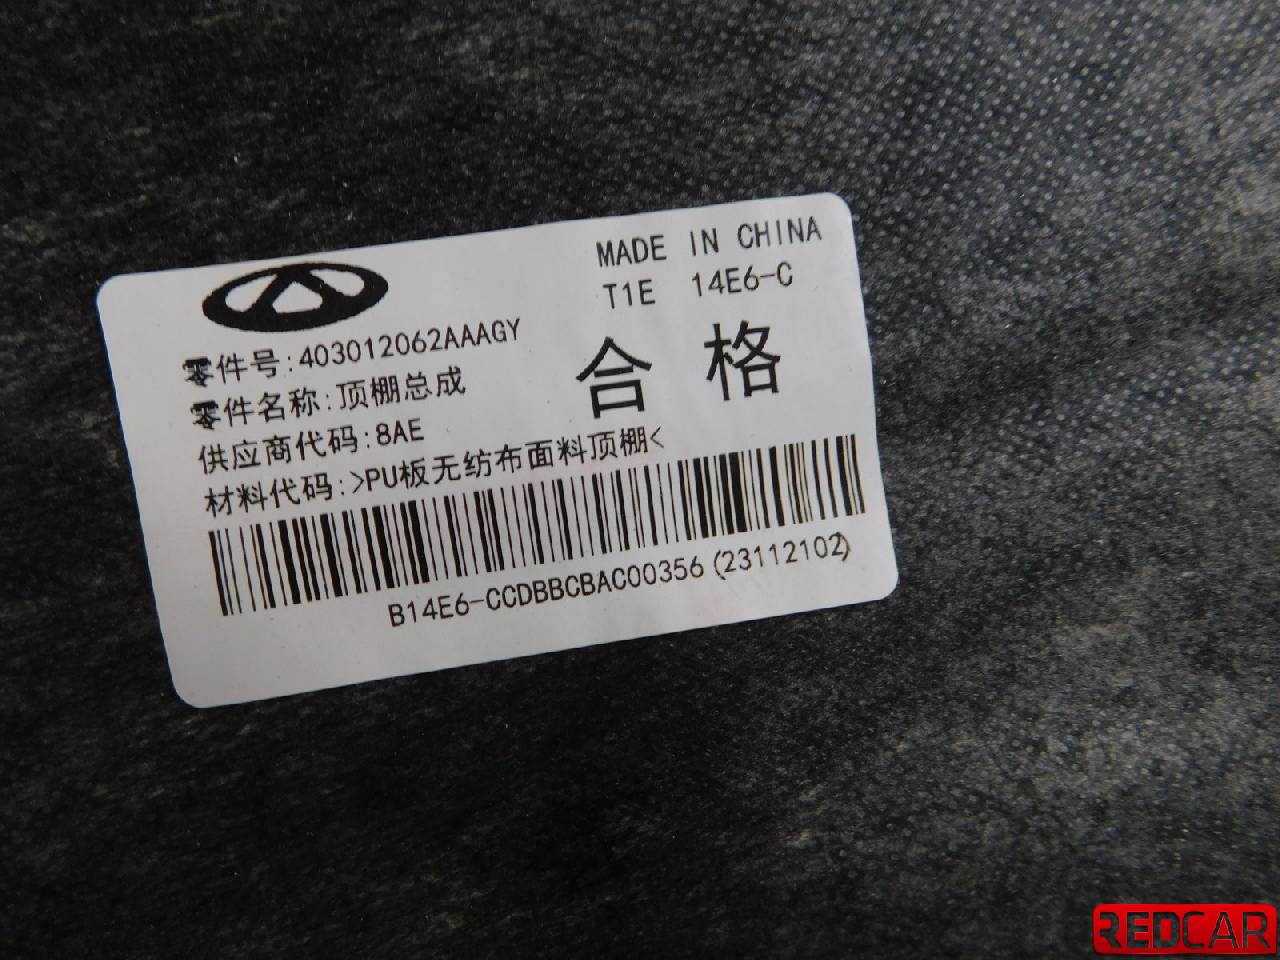 MADE IN CHINA
T1E 14E6-C
零件号:403012062AAAGY
合格
零件名称:顶棚总成
供应商代码:8AE
材料代码:>PU板无纺布面料顶棚<
B14E6-CCDBBCBAC00356 (23112102)
REDCAR